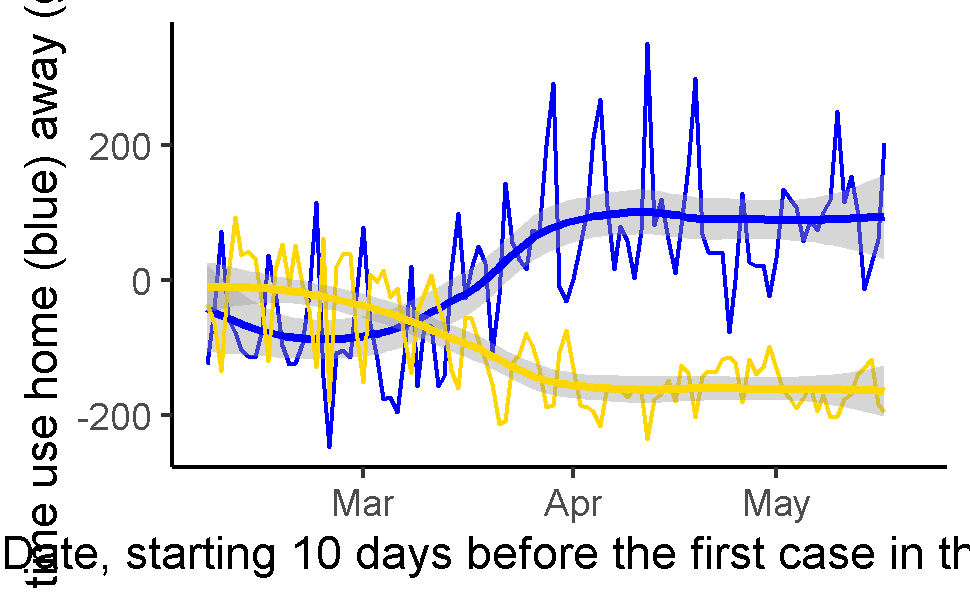 time use home (blue) away (
200
0
-200
Mar Apr May
Date, starting 10 days before the first case in th